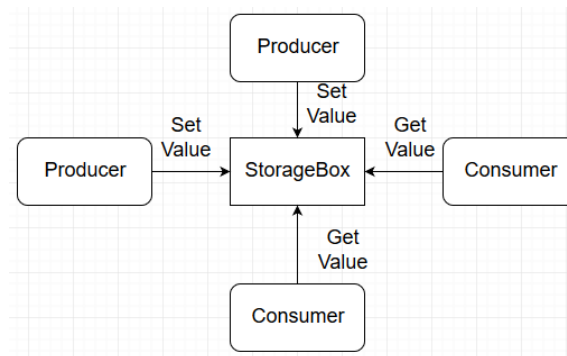 Producer
Set
Value
Set
Value
Get
Value
Producer
StorageBox
Consumer
Get
Value
Consumer